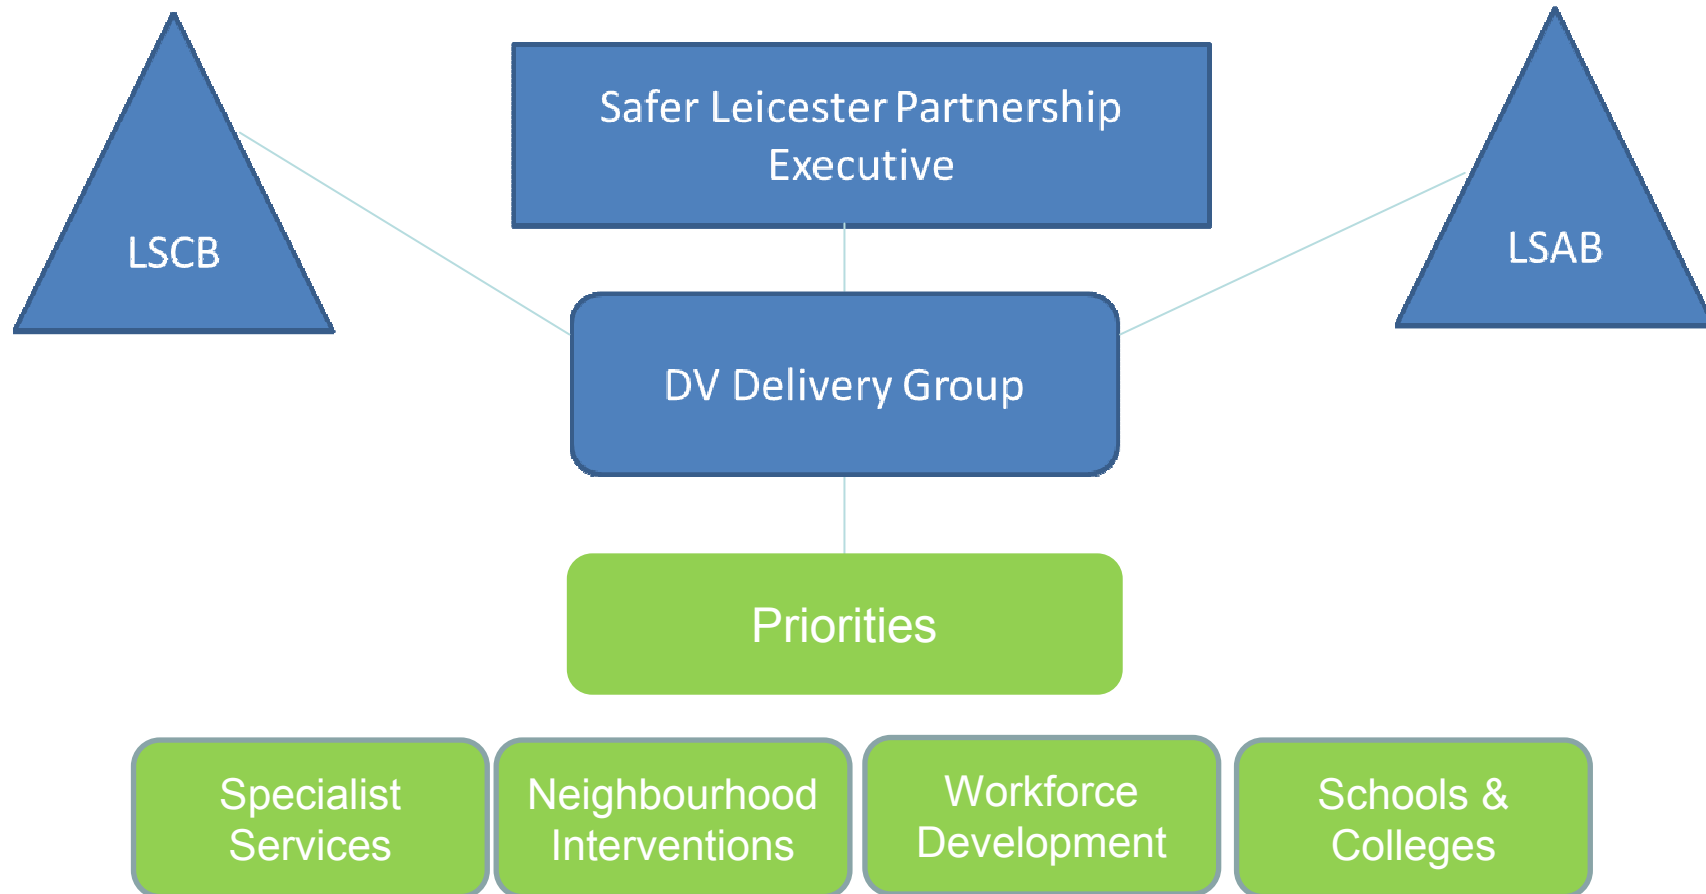 Safer Leicester Partnership
Executive
LSCB
LSAB
DV Delivery Group
Priorities
Specialist
Services
Neighbourhood
Interventions
Workforce
Development
Schools &
Colleges